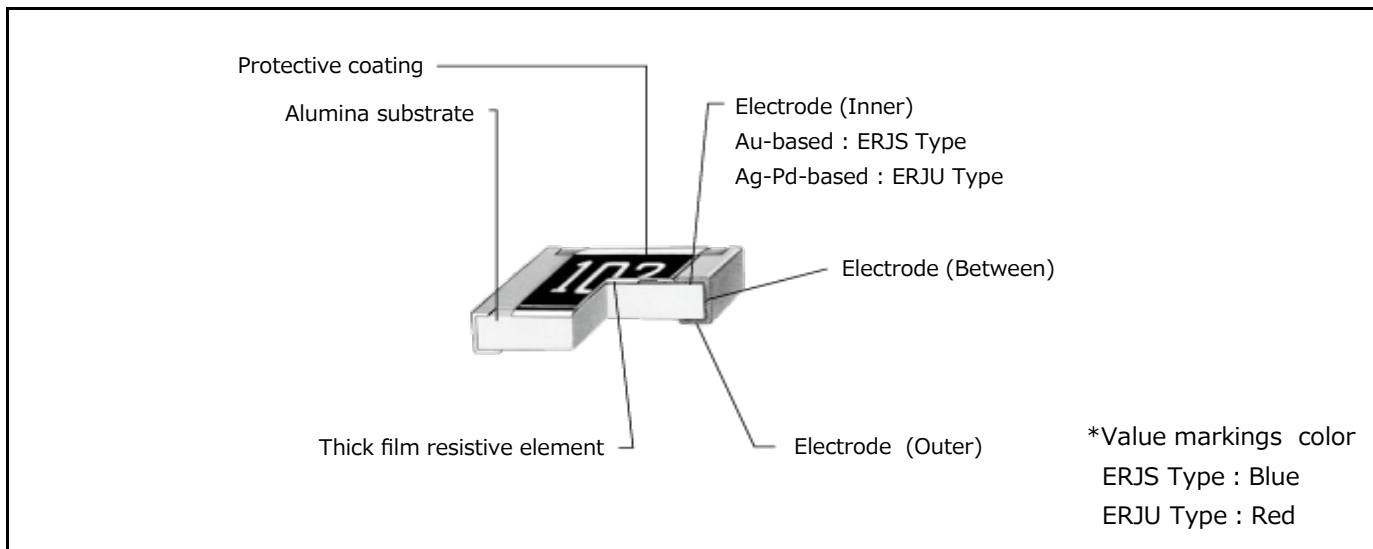 Protective coating
Alumina substrate
Electrode (Inner)
Au-based : ERJS Type
Ag-Pd-based : ERJU Type
102
Electrode (Between)
Thick film resistive element
Electrode (Outer)
*Value markings color
ERJS Type : Blue
ERJU Type : Red